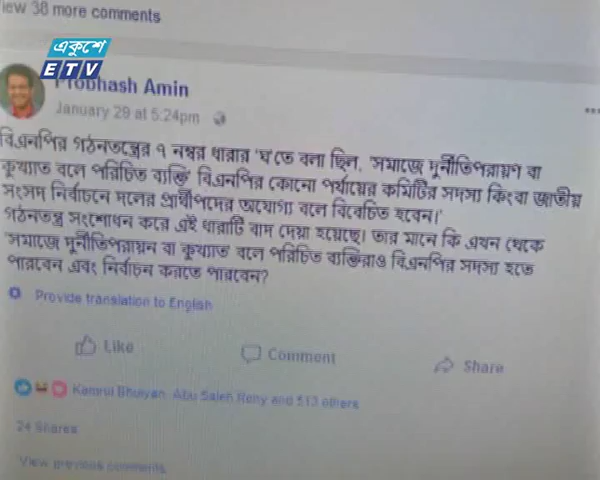 View 38 more comments
একুশে
ETV
Probhash Amin
January 29 at 5:24pm
বিএনপির গঠনতন্ত্রের ৭ নম্বর ধারার 'ঘ'তে বলা ছিল, 'সমাজে দুর্নীতিপরায়ণ বা
কুখ্যাত বলে পরিচিত ব্যক্তি' বিএনপির কোনো পর্যায়ের কমিটির সদস্য কিংবা জাতীয়
সংসদ নির্বাচনে দলের প্রার্থীপদের অযোগ্য বলে বিবেচিত হবেন।'
গঠনতন্ত্র সংশোধন করে এই ধারাটি বাদ দেয়া হয়েছে। তার মানে কি এখন থেকে
'সমাজে দুর্নীতিপরায়ন বা কুখ্যাত বলে পরিচিত ব্যক্তিরাও বিএনপির সদস্য হতে
পারবেন এবং নির্বাচন করতে পারবেন?
Provide translation to English
Like
Comment
Share
Kamrul Bhuiyan, Abu Saleh Rony and 513 others
24 Shares
View previous comments